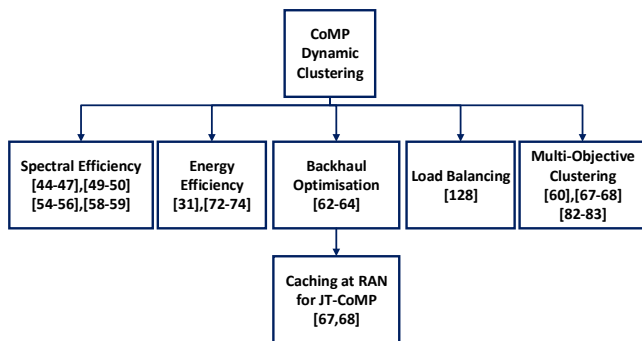 CoMP
Dynamic
Clustering
Spectral Efficiency
[44-47],[49-50]
[54-56],[58-59]
Energy
Efficiency
[31],[72-74]
Backhaul
Optimisation
[62-64]
Load Balancing
[128]
Multi-Objective
Clustering
[60],[67-68]
[82-83]
Caching at RAN
for JT-CoMP
[67,68]